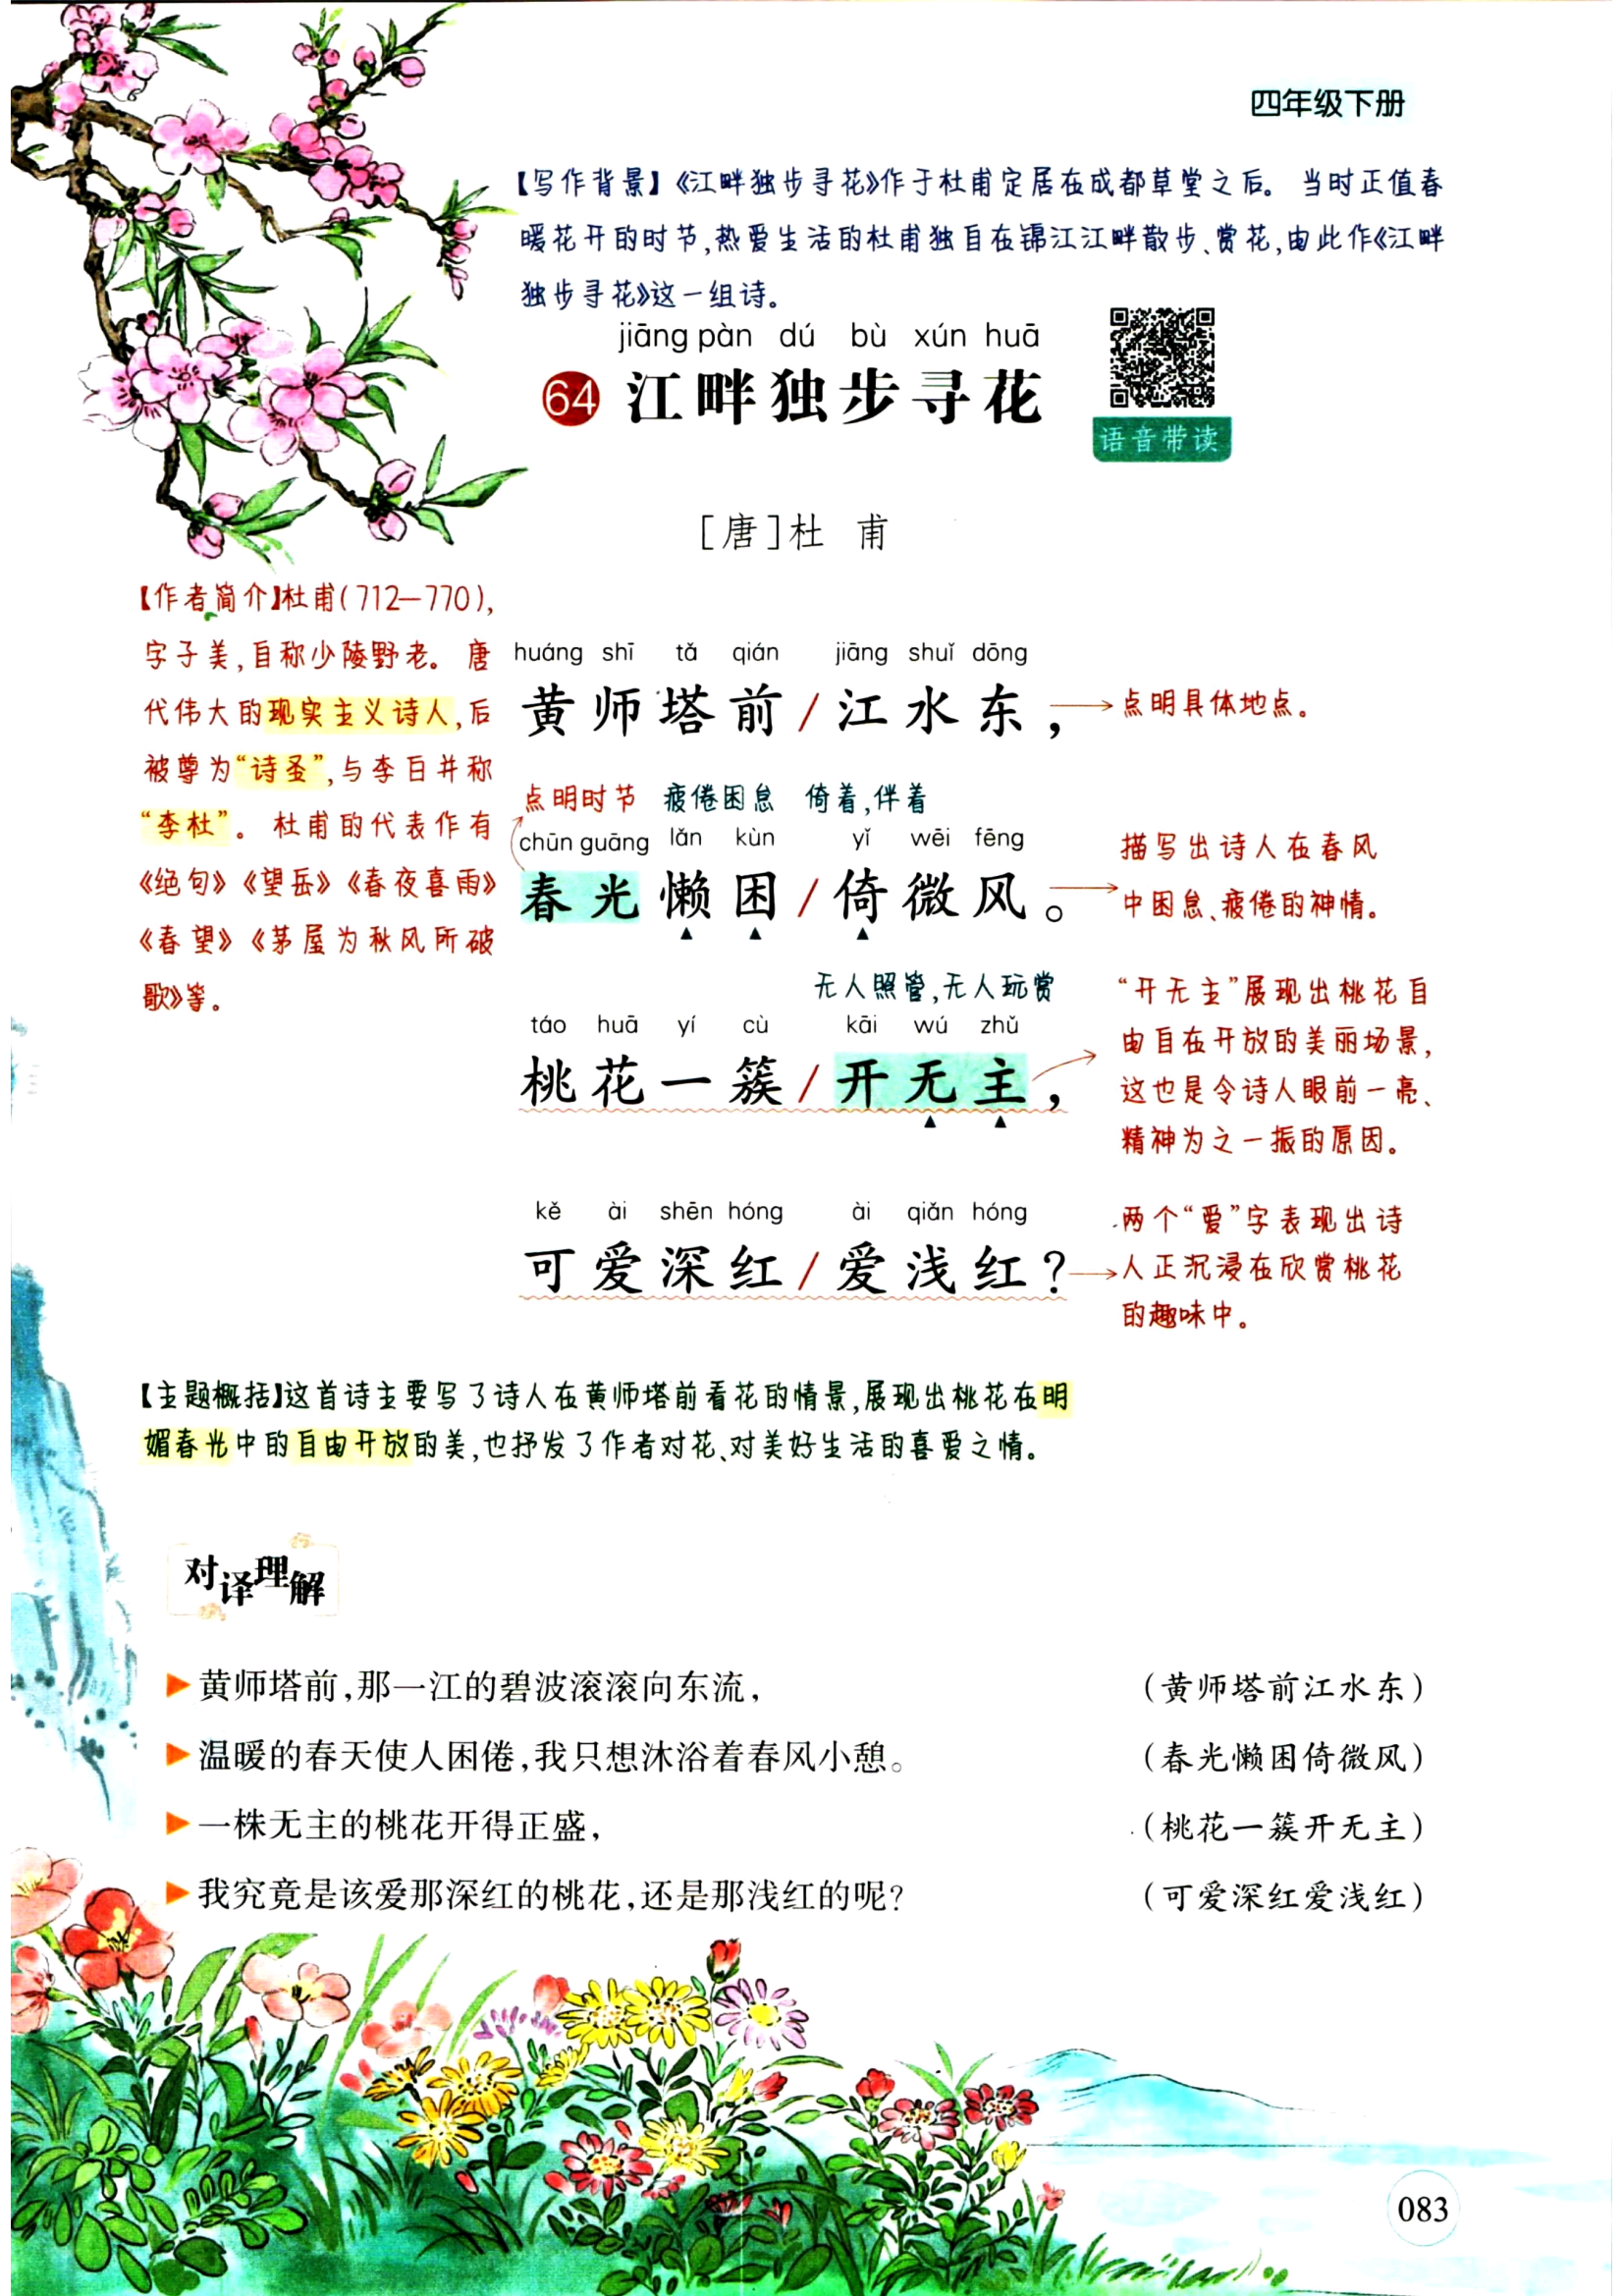 四年级下册
【写作背景】《江畔独步寻花》作于杜甫定居在成都草堂之后。当时正值春
暖花开的时节,热爱生活的杜甫独自在锦江江畔散步、赏花,由此作《江畔
独步寻花》这一组诗。
jiāng pàn dú bù xún huā
64 江畔独步寻花
语音带读
[唐]杜 甫
【作者简介】杜甫(712—770),
字子美,自称少陵野老。唐
代伟大的现实主义诗人,后
被尊为“诗圣”,与李白并称
“李杜”。杜甫的代表作有
《绝句》《望岳》《春夜喜雨》
《春望》《茅屋为秋风所破
歌》等。
huáng shī tǎ qián jiāng shuǐ dōng
黄师塔前/江水东,
点明具体地点。
点明时节 疲倦困怠 倚着,伴着
chūn guāng lǎn kùn yǐ wēi fēng
春光懒困/倚微风。
描写出诗人在春风
中困怠、疲倦的神情。
无人照管,无人玩赏
táo huā yí cù kāi wú zhǔ
桃花一簇/开无主,
“开无主”展现出桃花自
由自在开放的美丽场景,
这也是令诗人眼前一亮、
精神为之一振的原因。
kě ài shēn hóng ài qiǎn hóng
可爱深红/爱浅红?
两个“爱”字表现出诗
人正沉浸在欣赏桃花
的趣味中。
【主题概括】这首诗主要写了诗人在黄师塔前看花的情景,展现出桃花在明
媚春光中的自由开放的美,也抒发了作者对花、对美好生活的喜爱之情。
对译理解
黄师塔前,那一江的碧波滚滚向东流, (黄师塔前江水东)
温暖的春天使人困倦,我只想沐浴着春风小憩。 (春光懒困倚微风)
一株无主的桃花开得正盛, (桃花一簇开无主)
我究竟是该爱那深红的桃花,还是那浅红的呢? (可爱深红爱浅红)
083